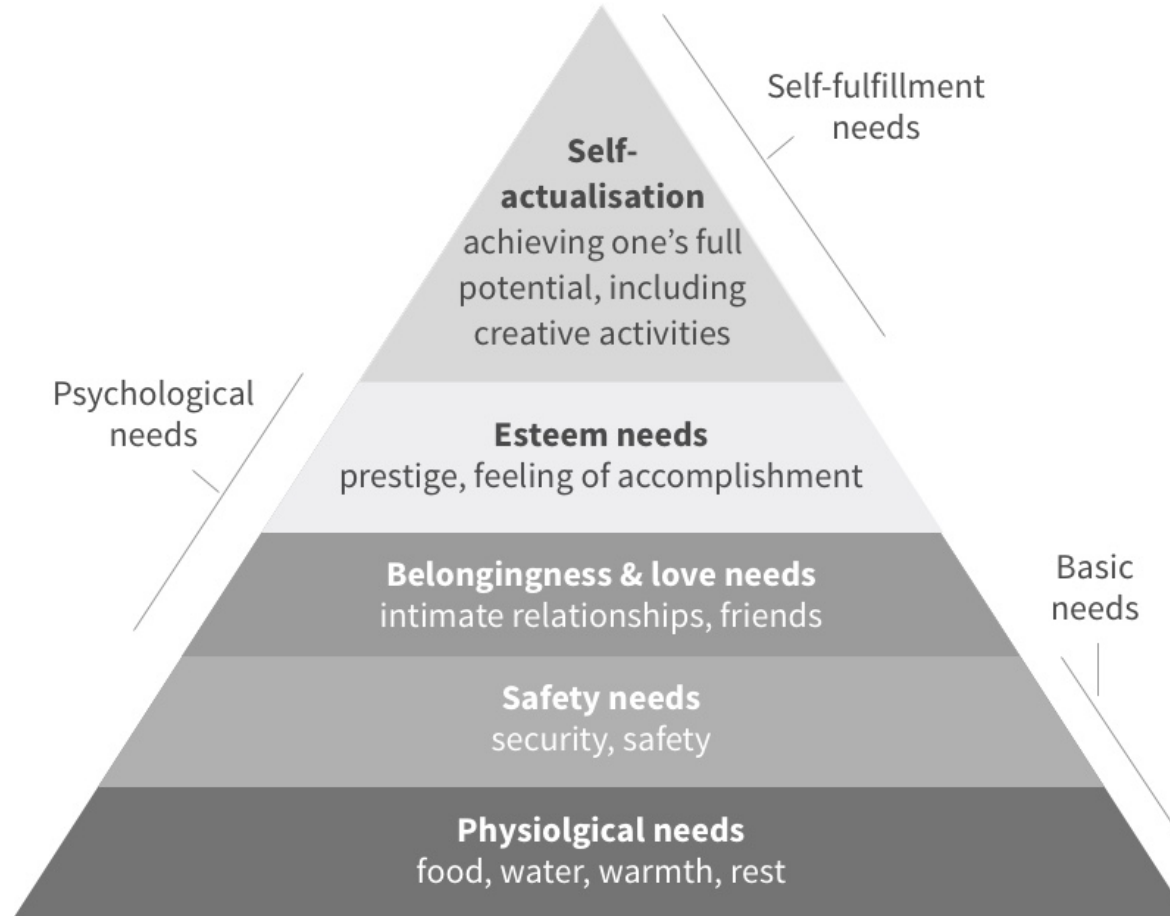 Self-fulfillment
needs
Self-
actualisation
achieving one’s full
potential, including
creative activities
Psychological
needs
Esteem needs
prestige, feeling of accomplishment
Belongingness & love needs
intimate relationships, friends
Basic
needs
Safety needs
security, safety
Physiolgical needs
food, water, warmth, rest